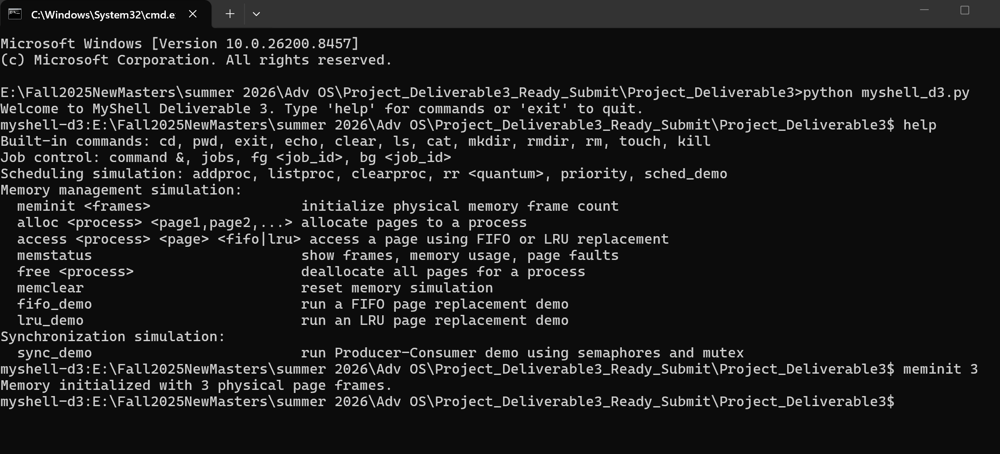 C:\Windows\System32\cmd.e
Microsoft Windows [Version 10.0.26200.8457]
(c) Microsoft Corporation. All rights reserved.
E:\Fall2025NewMasters\summer 2026\Adv OS\Project_Deliverable3_Ready_Submit\Project_Deliverable3>python myshell_d3.py
Welcome to MyShell Deliverable 3. Type 'help' for commands or 'exit' to quit.
myshell-d3:E:\Fall2025NewMasters\summer 2026\Adv OS\Project_Deliverable3_Ready_Submit\Project_Deliverable3$ help
Built-in commands: cd, pwd, exit, echo, clear, ls, cat, mkdir, rmdir, rm, touch, kill
Job control: command &, jobs, fg <job_id>, bg <job_id>
Scheduling simulation: addproc, listproc, clearproc, rr <quantum>, priority, sched_demo
Memory management simulation:
  meminit <frames>                  initialize physical memory frame count
  alloc <process> <page1,page2,...> allocate pages to a process
  access <process> <page> <fifo|lru> access a page using FIFO or LRU replacement
  memstatus                         show frames, memory usage, page faults
  free <process>                    deallocate all pages for a process
  memclear                          reset memory simulation
  fifo_demo                         run a FIFO page replacement demo
  lru_demo                          run an LRU page replacement demo
Synchronization simulation:
  sync_demo                         run Producer-Consumer demo using semaphores and mutex
myshell-d3:E:\Fall2025NewMasters\summer 2026\Adv OS\Project_Deliverable3_Ready_Submit\Project_Deliverable3$ meminit 3
Memory initialized with 3 physical page frames.
myshell-d3:E:\Fall2025NewMasters\summer 2026\Adv OS\Project_Deliverable3_Ready_Submit\Project_Deliverable3$